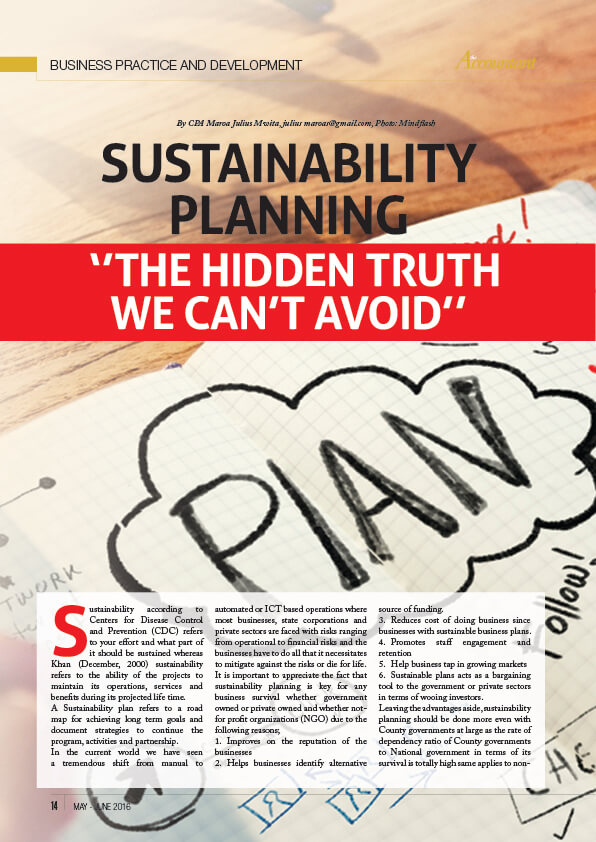 BUSINESS PRACTICE AND DEVELOPMENT
the
Accountant
By CPA Maroa Julius Mwita, julius maroas@gmail.com, Photo: Mindflash
SUSTAINABILITY
PLANNING
"THE HIDDEN TRUTH
WE CAN'T AVOID"
PLAN
Follow!
TWORK
CHE
Sustainability according to
Centers for Disease Control
and Prevention (CDC) refers
to your effort and what part of
it should be sustained whereas
Khan (December, 2000) sustainability
refers to the ability of the projects to
maintain its operations, services and
benefits during its projected life time.
A Sustainability plan refers to a road
map for achieving long term goals and
document strategies to continue the
program, activities and partnership.
In the current world we have seen
a tremendous shift from manual to
automated or ICT based operations where
most businesses, state corporations and
private sectors are faced with risks ranging
from operational to financial risks and the
businesses have to do all that it necessitates
to mitigate against the risks or die for life.
It is important to appreciate the fact that
sustainability planning is key for any
business survival whether government
owned or private owned and whether not-
for profit organizations (NGO) due to the
following reasons;
1. Improves on the reputation of the
businesses
2. Helps businesses identify alternative
source of funding.
3. Reduces cost of doing business since
businesses with sustainable business plans.
4. Promotes staff engagement and
retention
5. Help business tap in growing markets
6. Sustainable plans acts as a bargaining
tool to the government or private sectors
in terms of wooing investors.
Leaving the advantages aside, sustainability
planning should be done more even with
County governments at large as the rate of
dependency ratio of County governments
to National government in terms of its
survival is totally high same applies to non-
14 MAY - JUNE 2016